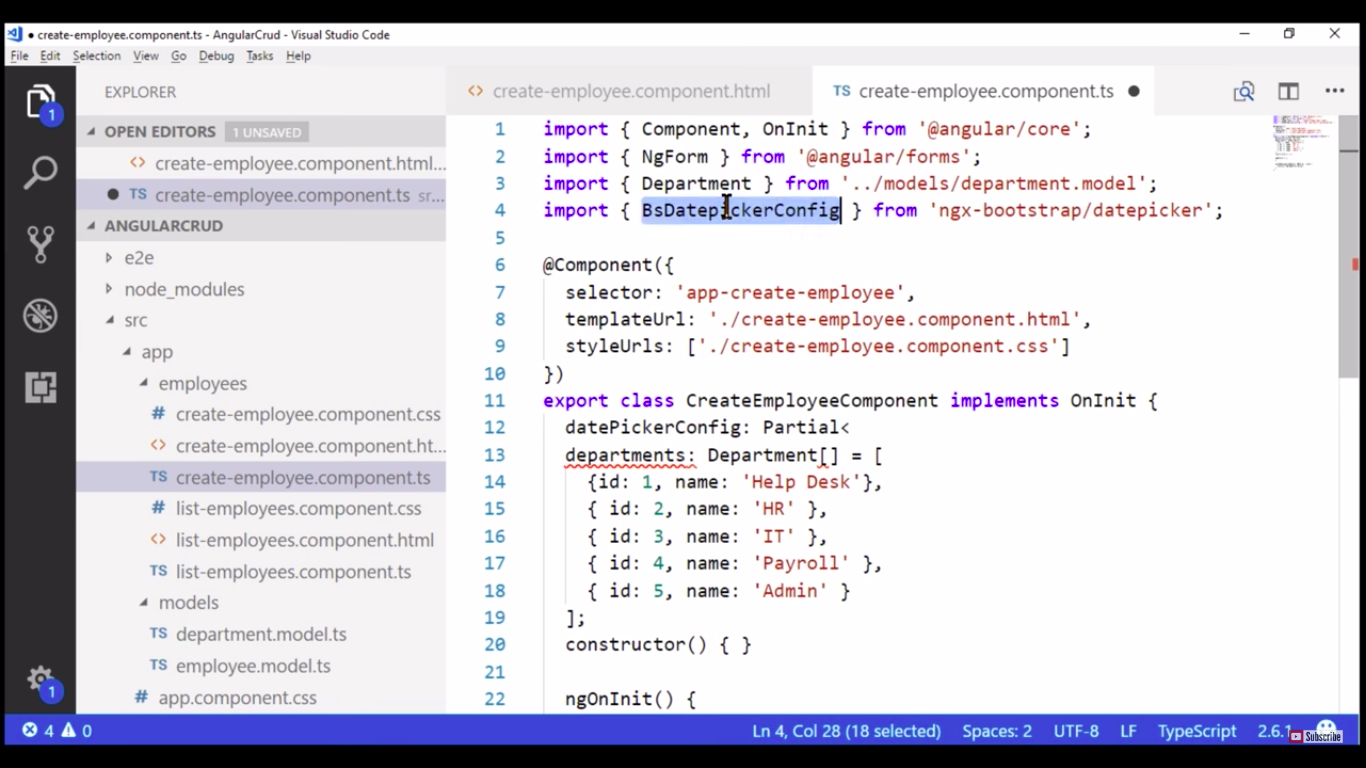 create-employee.component.ts - AngularCrud - Visual Studio Code
File Edit Selection View Go Debug Tasks Help
EXPLORER
OPEN EDITORS 1 UNSAVED
create-employee.component.html...
create-employee.component.ts sr...
ANGULARCRUD
e2e
node_modules
src
app
employees
create-employee.component.css
create-employee.component.ht...
create-employee.component.ts
list-employees.component.css
list-employees.component.html
list-employees.component.ts
models
department.model.ts
employee.model.ts
app.component.css
1
1
create-employee.component.html
create-employee.component.ts
1 import { Component, OnInit } from '@angular/core';
2 import { NgForm } from '@angular/forms';
3 import { Department } from '../models/department.model';
4 import { BsDatepickerConfig } from 'ngx-bootstrap/datepicker';
5
6 @Component({
7 selector: 'app-create-employee',
8 templateUrl: './create-employee.component.html',
9 styleUrls: ['./create-employee.component.css']
10 })
11 export class CreateEmployeeComponent implements OnInit {
12 datePickerConfig: Partial<
13 departments: Department[] = [
14 {id: 1, name: 'Help Desk'},
15 { id: 2, name: 'HR' },
16 { id: 3, name: 'IT' },
17 { id: 4, name: 'Payroll' },
18 { id: 5, name: 'Admin' }
19 ];
20 constructor() { }
21
22 ngOnInit() {
4 0 Ln 4, Col 28 (18 selected) Spaces: 2 UTF-8 LF TypeScript 2.6.
Subscribe